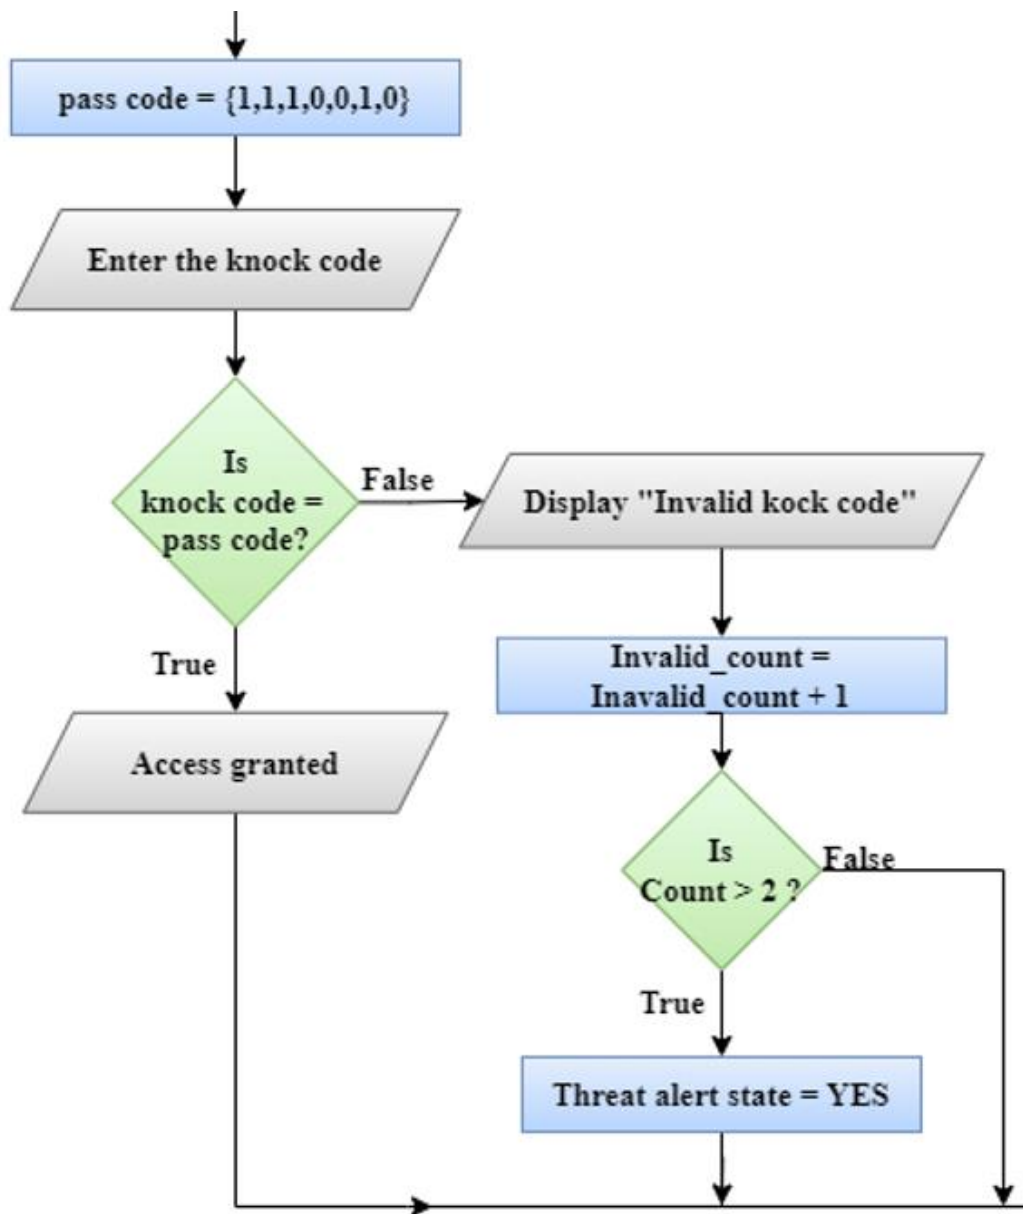 pass code = {1,1,1,0,0,1,0}
Enter the knock code
Is
knock code =
pass code?
False
Display "Invalid kock code"
True
Invalid_count =
Inavalid_count + 1
Access granted
Is
Count > 2 ?
False
True
Threat alert state = YES